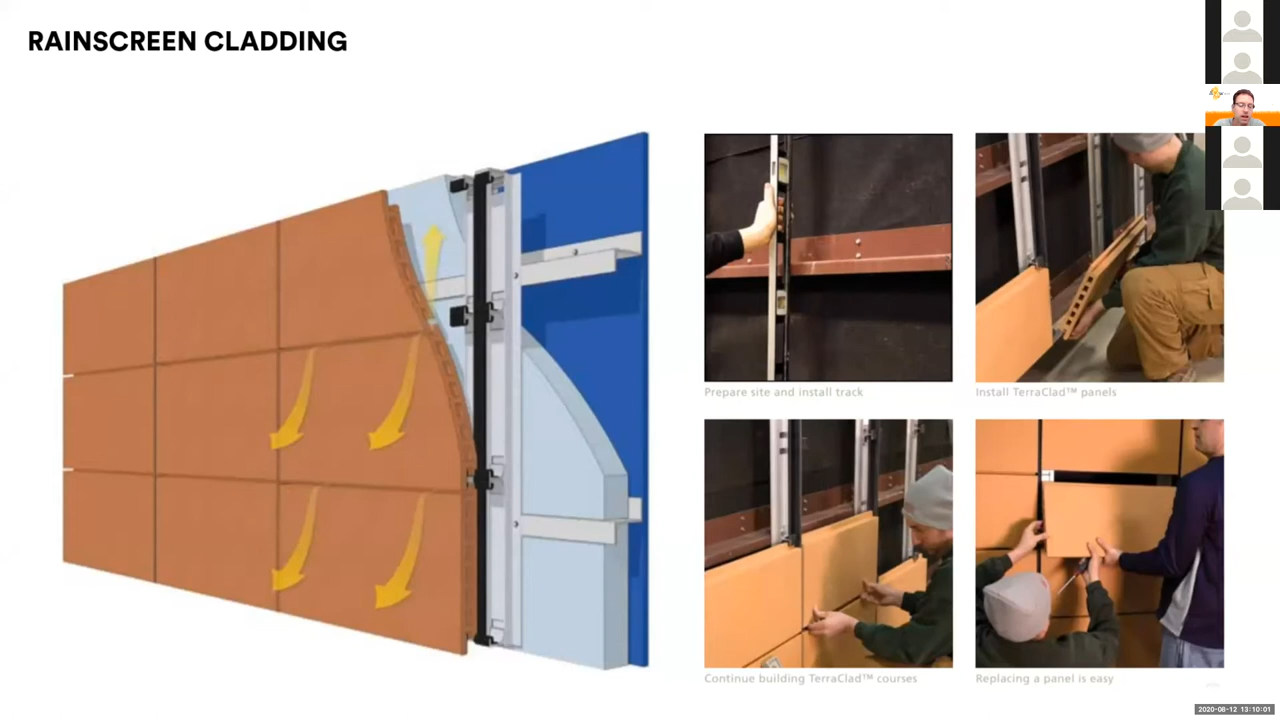 RAINSCREEN CLADDING
Prepare site and install track
Install TerraClad™ panels
Continue building TerraClad™ courses
Replacing a panel is easy
2020-08-12 13:10:01